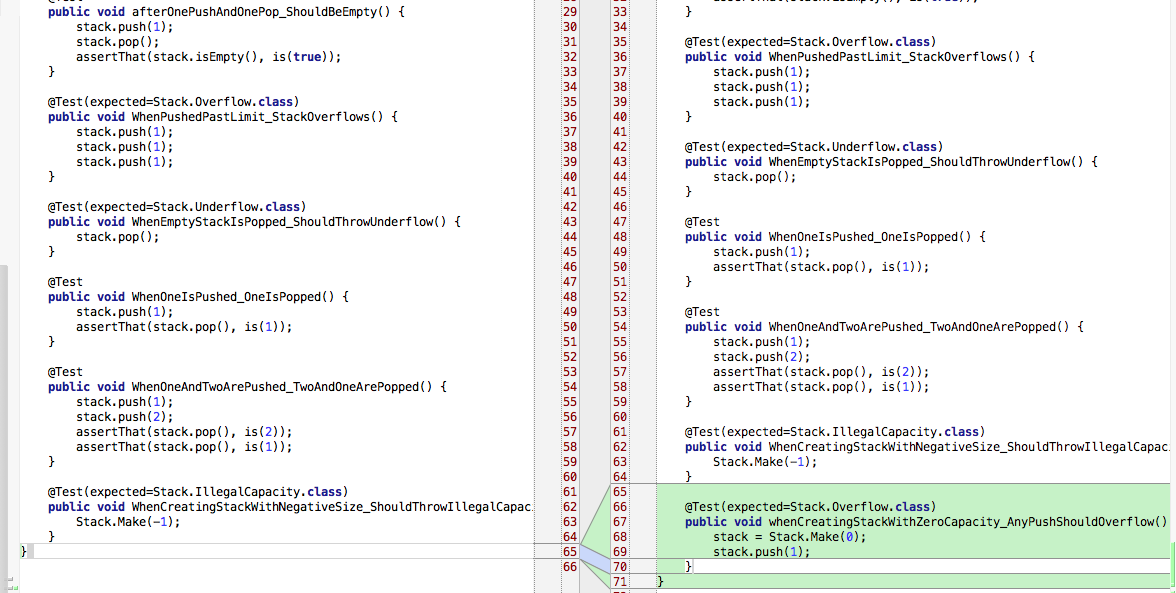 public void afterOnePushAndOnePop_ShouldBeEmpty() { 29
stack.push(1); 30
stack.pop(); 31
assertThat(stack.isEmpty(), is(true)); 32
} 33
34
@Test(expected=Stack.Overflow.class) 35
public void WhenPushedPastLimit_StackOverflows() { 36
stack.push(1); 37
stack.push(1); 38
stack.push(1); 39
} 40
41
@Test(expected=Stack.Underflow.class) 42
public void WhenEmptyStackIsPopped_ShouldThrowUnderflow() { 43
stack.pop(); 44
} 45
46
@Test 47
public void WhenOneIsPushed_OneIsPopped() { 48
stack.push(1); 49
assertThat(stack.pop(), is(1)); 50
} 51
52
@Test 53
public void WhenOneAndTwoArePushed_TwoAndOneArePopped() { 54
stack.push(1); 55
stack.push(2); 56
assertThat(stack.pop(), is(2)); 57
assertThat(stack.pop(), is(1)); 58
} 59
60
@Test(expected=Stack.IllegalCapacity.class) 61
public void WhenCreatingStackWithNegativeSize_ShouldThrowIllegalCapac 62
Stack.Make(-1); 63
} 64
} 65
66
33 }
34
35 @Test(expected=Stack.Overflow.class)
36 public void WhenPushedPastLimit_StackOverflows() {
37 stack.push(1);
38 stack.push(1);
39 stack.push(1);
40 }
41
42 @Test(expected=Stack.Underflow.class)
43 public void WhenEmptyStackIsPopped_ShouldThrowUnderflow() {
44 stack.pop();
45 }
46
47 @Test
48 public void WhenOneIsPushed_OneIsPopped() {
49 stack.push(1);
50 assertThat(stack.pop(), is(1));
51 }
52
53 @Test
54 public void WhenOneAndTwoArePushed_TwoAndOneArePopped() {
55 stack.push(1);
56 stack.push(2);
57 assertThat(stack.pop(), is(2));
58 assertThat(stack.pop(), is(1));
59 }
60
61 @Test(expected=Stack.IllegalCapacity.class)
62 public void WhenCreatingStackWithNegativeSize_ShouldThrowIllegalCapac
63 Stack.Make(-1);
64 }
65
66 @Test(expected=Stack.Overflow.class)
67 public void whenCreatingStackWithZeroCapacity_AnyPushShouldOverflow()
68 stack = Stack.Make(0);
69 stack.push(1);
70 }
71 }